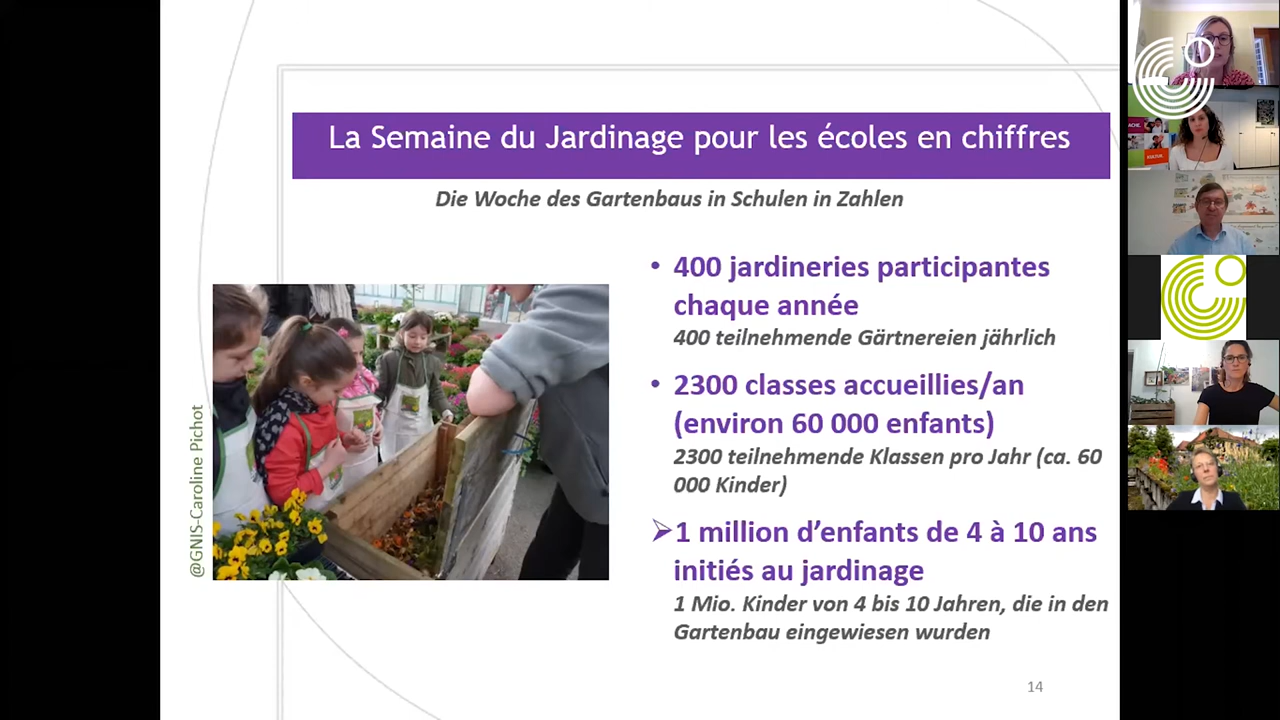 La Semaine du Jardinage pour les écoles en chiffres
Die Woche des Gartenbaus in Schulen in Zahlen
• 400 jardineries participantes
chaque année
400 teilnehmende Gärtnereien jährlich
• 2300 classes accueillies/an
(environ 60 000 enfants)
2300 teilnehmende Klassen pro Jahr (ca. 60
000 Kinder)
➢1 million d’enfants de 4 à 10 ans
initiés au jardinage
1 Mio. Kinder von 4 bis 10 Jahren, die in den
Gartenbau eingewiesen wurden
@GNIS-Caroline Pichot
14
KULTUR.